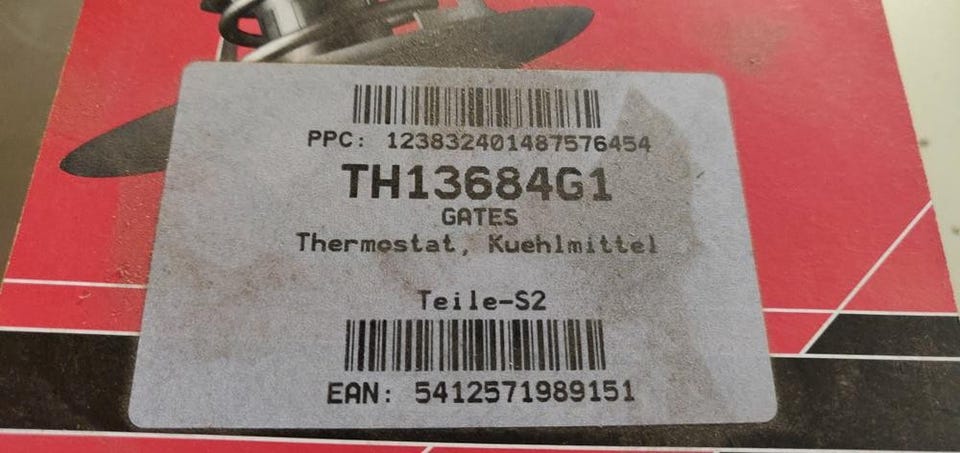 PPC: 123832401487576454
TH13684G1
GATES
Thermostat, Kuehlmittel
Teile-S2
EAN: 5412571989151